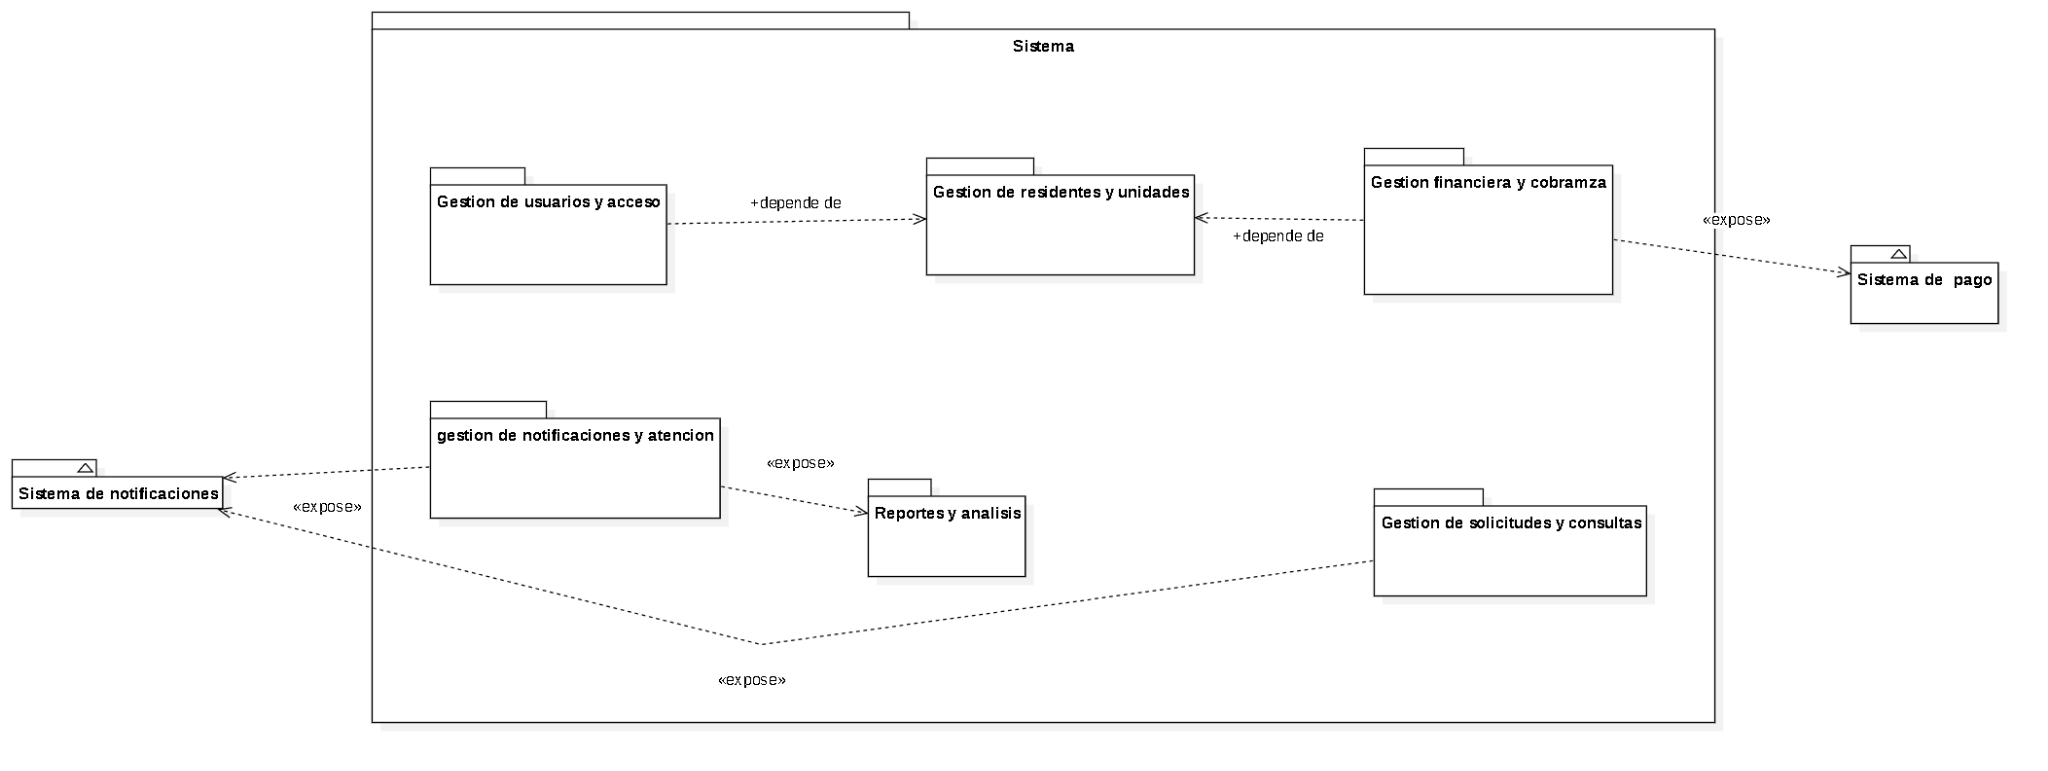 Sistema
Gestion de usuarios y acceso
+depende de
Gestion de residentes y unidades
+depende de
Gestion financiera y cobramza
«expose»
Sistema de  pago
gestion de notificaciones y atencion
«expose»
Sistema de notificaciones
«expose»
Reportes y analisis
Gestion de solicitudes y consultas
«expose»